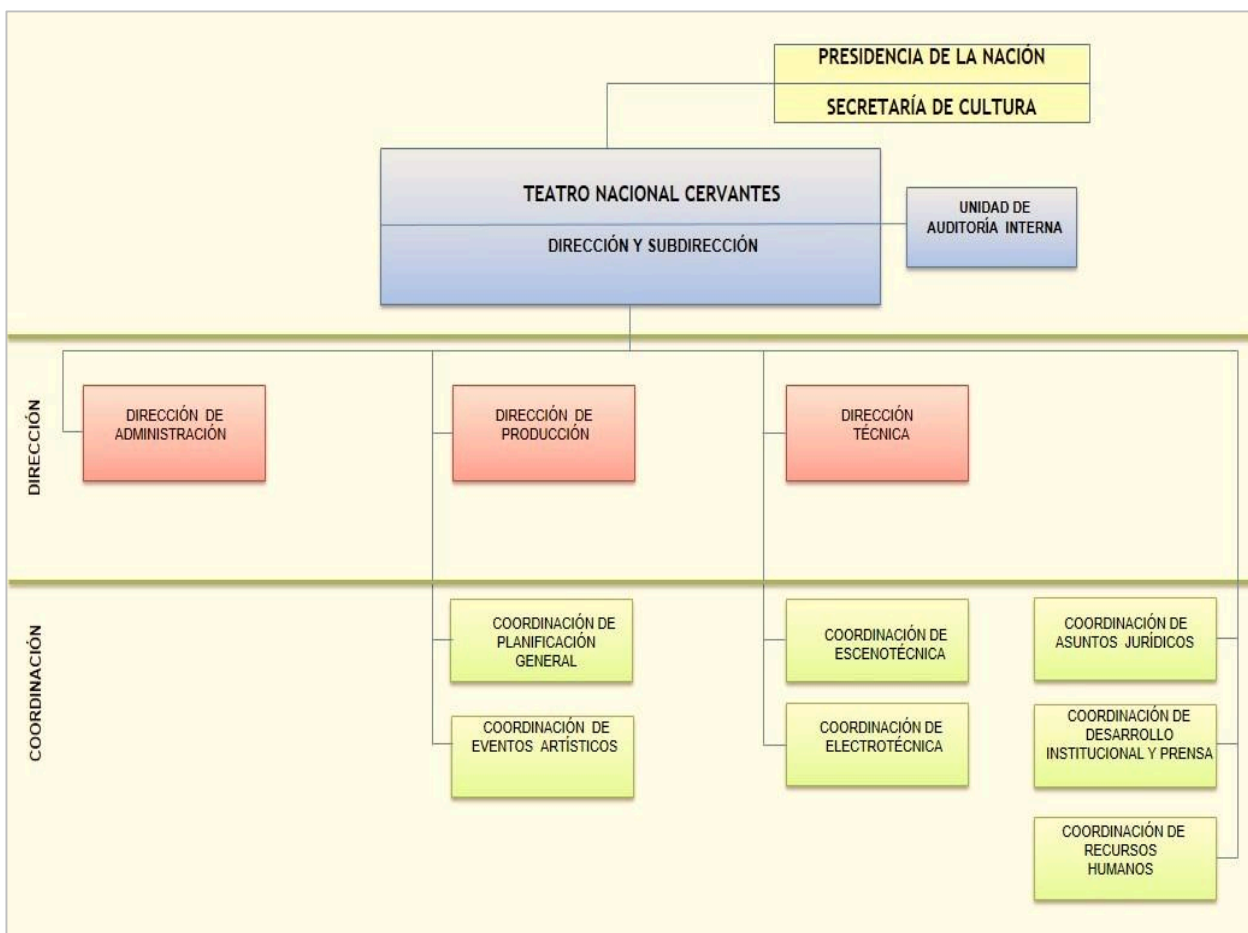 PRESIDENCIA DE LA NACIÓN
SECRETARÍA DE CULTURA
TEATRO NACIONAL CERVANTES
DIRECCIÓN Y SUBDIRECCIÓN
UNIDAD DE
AUDITORÍA INTERNA
DIRECCIÓN
DIRECCIÓN DE
ADMINISTRACIÓN
DIRECCIÓN DE
PRODUCCIÓN
DIRECCIÓN
TÉCNICA
COORDINACIÓN
COORDINACIÓN DE
PLANIFICACIÓN
GENERAL
COORDINACIÓN DE
EVENTOS ARTÍSTICOS
COORDINACIÓN DE
ESCENOTÉCNICA
COORDINACIÓN DE
ELECTROTÉCNICA
COORDINACIÓN DE
ASUNTOS JURÍDICOS
COORDINACIÓN DE
DESARROLLO
INSTITUCIONAL Y PRENSA
COORDINACIÓN DE
RECURSOS
HUMANOS